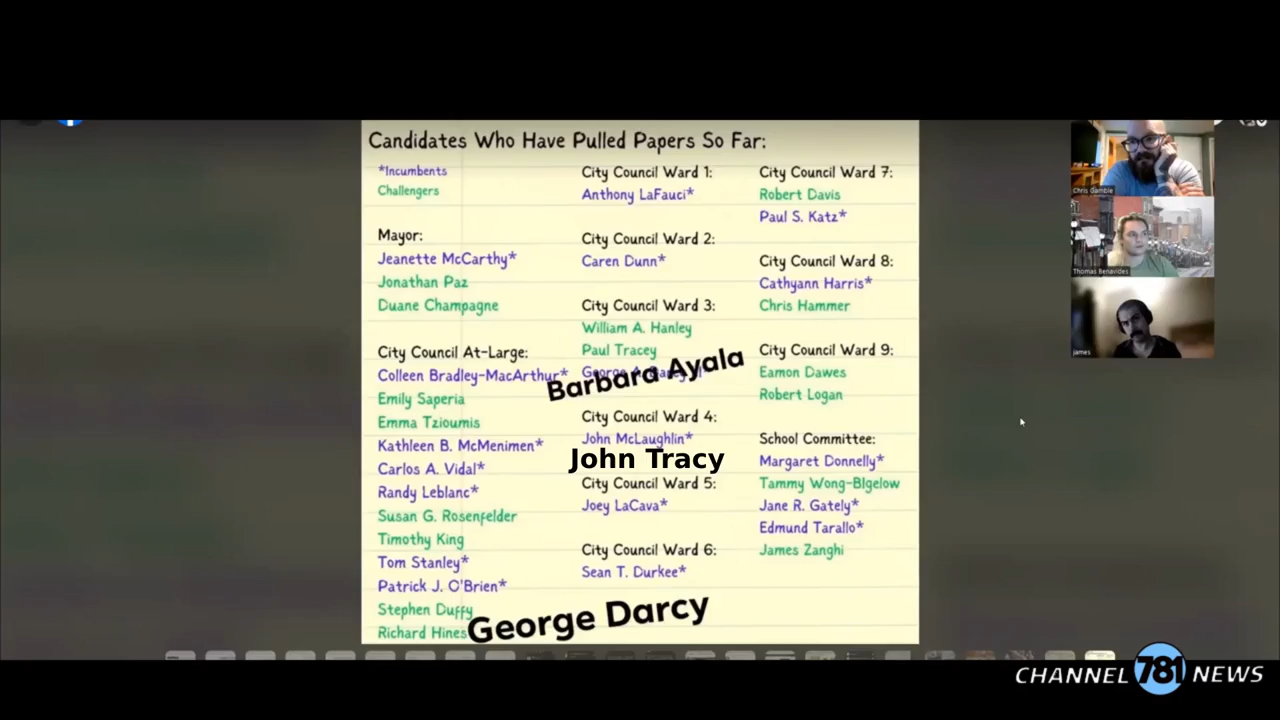 Candidates Who Have Pulled Papers So Far:
*Incumbents
Challengers
Mayor:
Jeanette McCarthy*
Jonathan Paz
Duane Champagne
City Council At-Large:
Colleen Bradley-MacArthur*
Emily Saperia
Emma Tzioumis
Kathleen B. McMenimen*
Carlos A. Vidal*
Randy Leblanc*
Susan G. Rosenfelder
Timothy King
Tom Stanley*
Patrick J. O'Brien*
Stephen Duffy
Richard Hines
George Darcy
City Council Ward 1:
Anthony LaFauci*
City Council Ward 2:
Caren Dunn*
City Council Ward 3:
William A. Hanley
Paul Tracey
George A.
Barbara Ayala
City Council Ward 4:
John McLaughlin*
John Tracy
City Council Ward 5:
Joey LaCava*
City Council Ward 6:
Sean T. Durkee*
City Council Ward 7:
Robert Davis
Paul S. Katz*
City Council Ward 8:
Cathyann Harris*
Chris Hammer
City Council Ward 9:
Eamon Dawes
Robert Logan
School Committee:
Margaret Donnelly*
Tammy Wong-BIgelow
Jane R. Gately*
Edmund Tarallo*
James Zanghi
Chris Gamble
Thomas Benavides
james
CHANNEL 781 NEWS